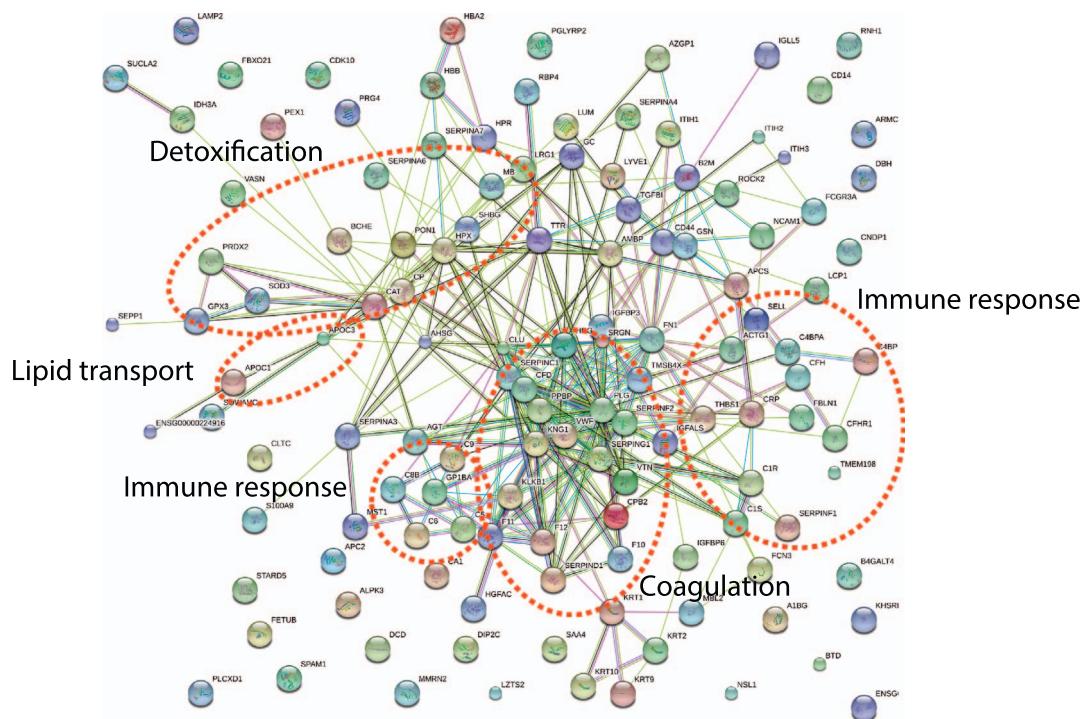 LAMP2
HBA2
PGLYRP2
AZGP1
IGLL5
RNH1
SUCLA2
FBXO21
CDK10
HBB
RBP4
CD14
IDH3A
PEX1
PRG4
SERPINA7
HPR
LUM
SERPINA4
ITIH1
ITIH2
ARMC
Detoxification
SERPINA6
MB
LRG1
GC
LYVE1
B2M
ITIH3
DBH
VASN
SHBG
TGFBI
ROCK2
FCGR3A
BCHE
PON1
HPX
TTR
AMBP
CD44
GSN
NCAM1
CNDP1
PRDX2
CP
APCS
LCP1
SOD3
CAT
GPX3
SEPP1
IGFBP3
SELL
Immune response
APOC3
AHSG
CLU
SRGN
FN1
ACTG1
C4BPA
C4BP
Lipid transport
APOC1
SERPINC1
CFD
TMSB4X
CFH
PPBP
PLG
THBS1
CRP
FBLN1
ENSG00000224916
SERPINA3
AGT
VWF
SERPINF2
IGFALS
CFHR1
KNG1
SERPING1
CLTC
C9
VTN
C1R
TMEM198
Immune response
C8B
GP1BA
KLKB1
CPB2
S100A9
MST1
C6
C5
F11
F12
C1S
SERPINF1
APC2
F10
IGFBP6
FCN3
STARD5
ALPK3
CA1
SERPIND1
Coagulation
B4GALT4
HGFAC
KRT1
MBL2
A1BG
KHSRI
FETUB
DCD
DIP2C
SAA4
KRT2
BTD
SPAM1
PLCXD1
MMRN2
LZTS2
KRT10
KRT9
NSL1
ENSG